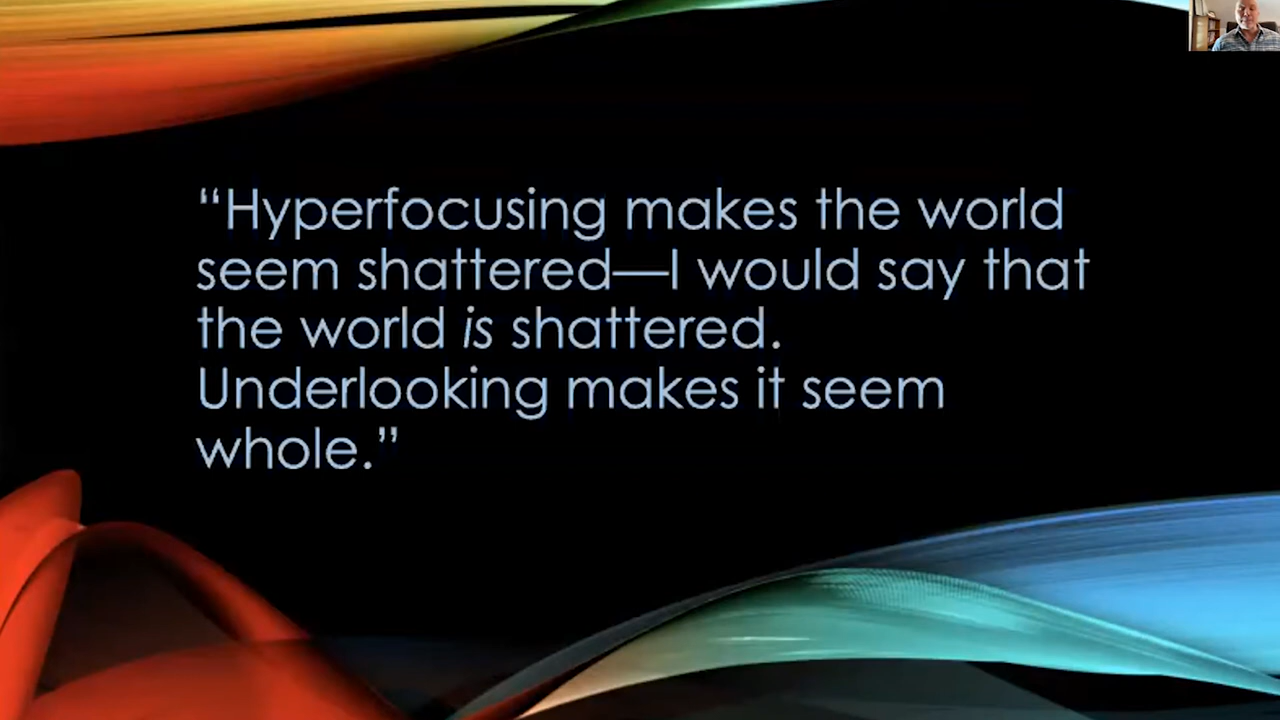 “Hyperfocusing makes the world
seem shattered—I would say that
the world is shattered.
Underlooking makes it seem
whole.”